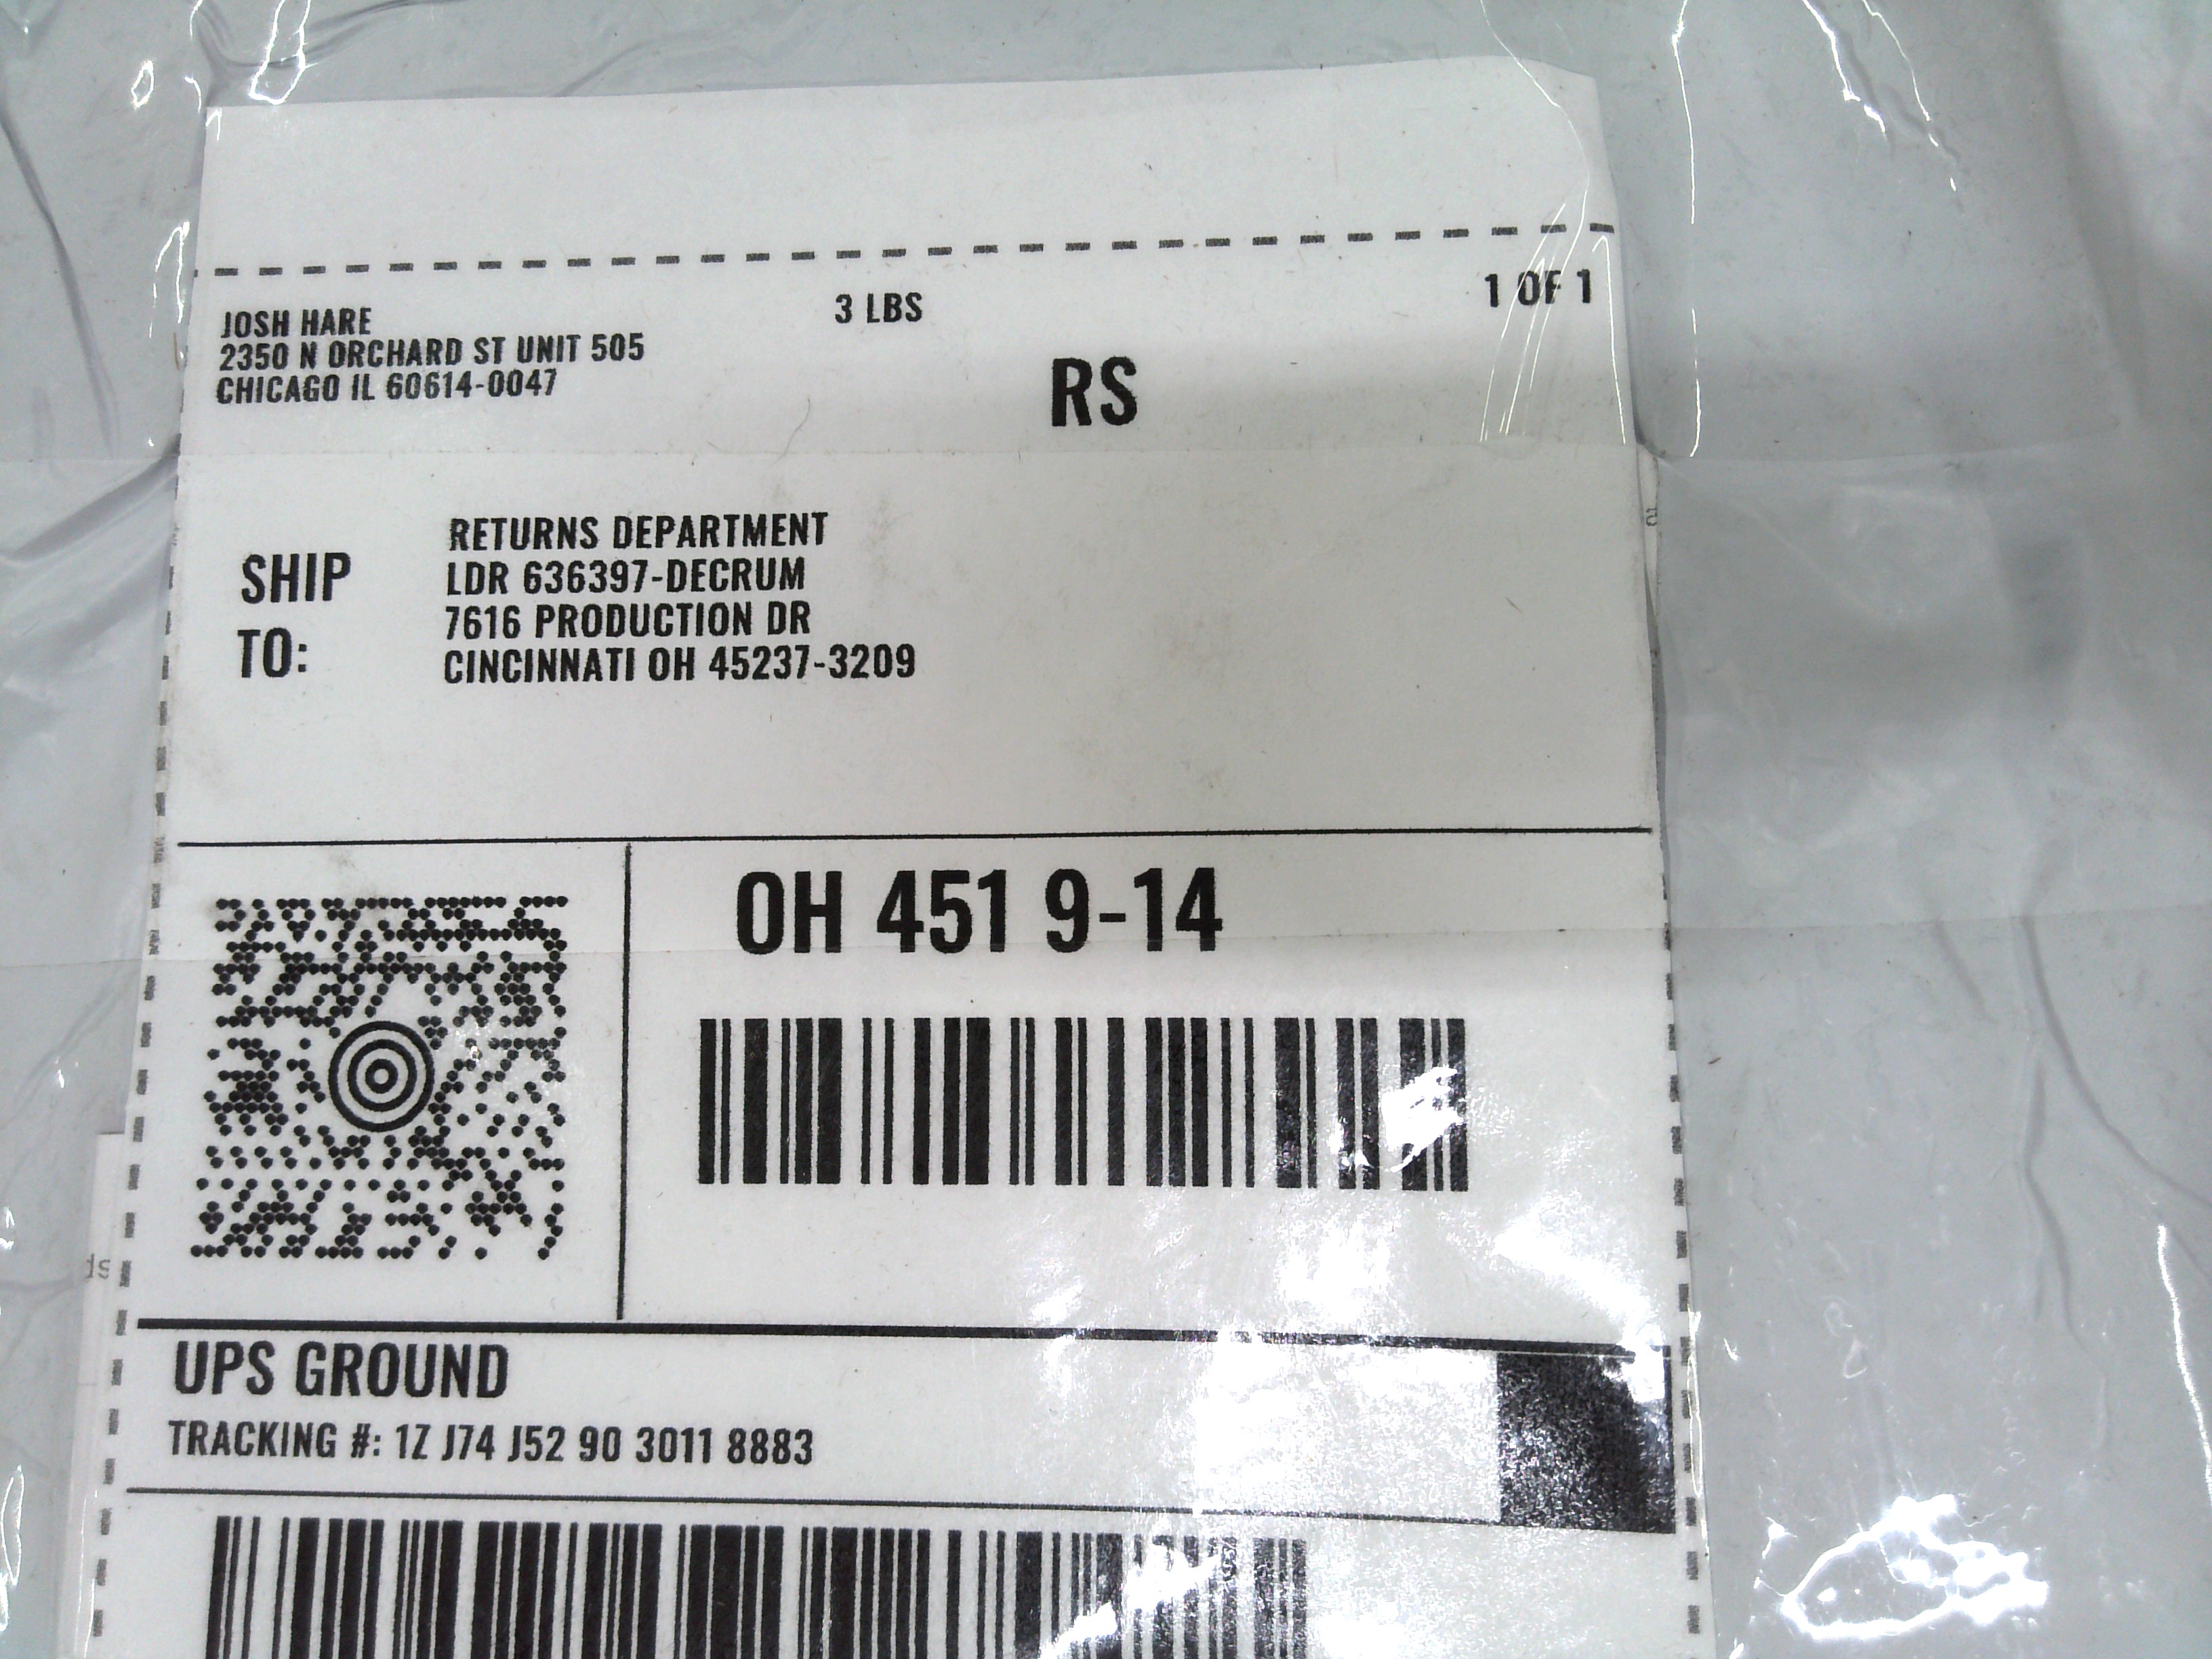 JOSH HARE
2350 N ORCHARD ST UNIT 505
CHICAGO IL 60614-0047
3 LBS
1 OF 1
RS
SHIP TO:
RETURNS DEPARTMENT
LDR 636397-DECRUM
7616 PRODUCTION DR
CINCINNATI OH 45237-3209
OH 451 9-14
UPS GROUND
TRACKING #: 1Z J74 J52 90 3011 8883